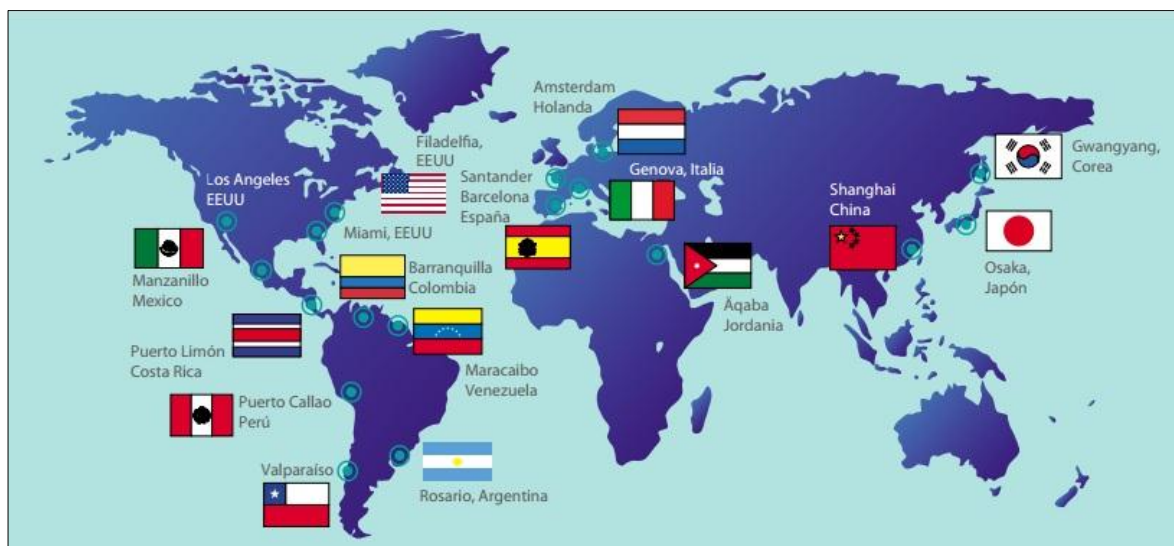 Amsterdam
Holanda
Filadelfia,
EEUU
Gwangyang,
Corea
Los Angeles
EEUU
Santander
Barcelona
España
Genova, Italia
Shanghai
China
Miami, EEUU
Manzanillo
Mexico
Barranquilla
Colombia
Äqaba
Jordania
Osaka,
Japón
Puerto Limón
Costa Rica
Maracaibo
Venezuela
Puerto Callao
Perú
Valparaíso
Rosario, Argentina